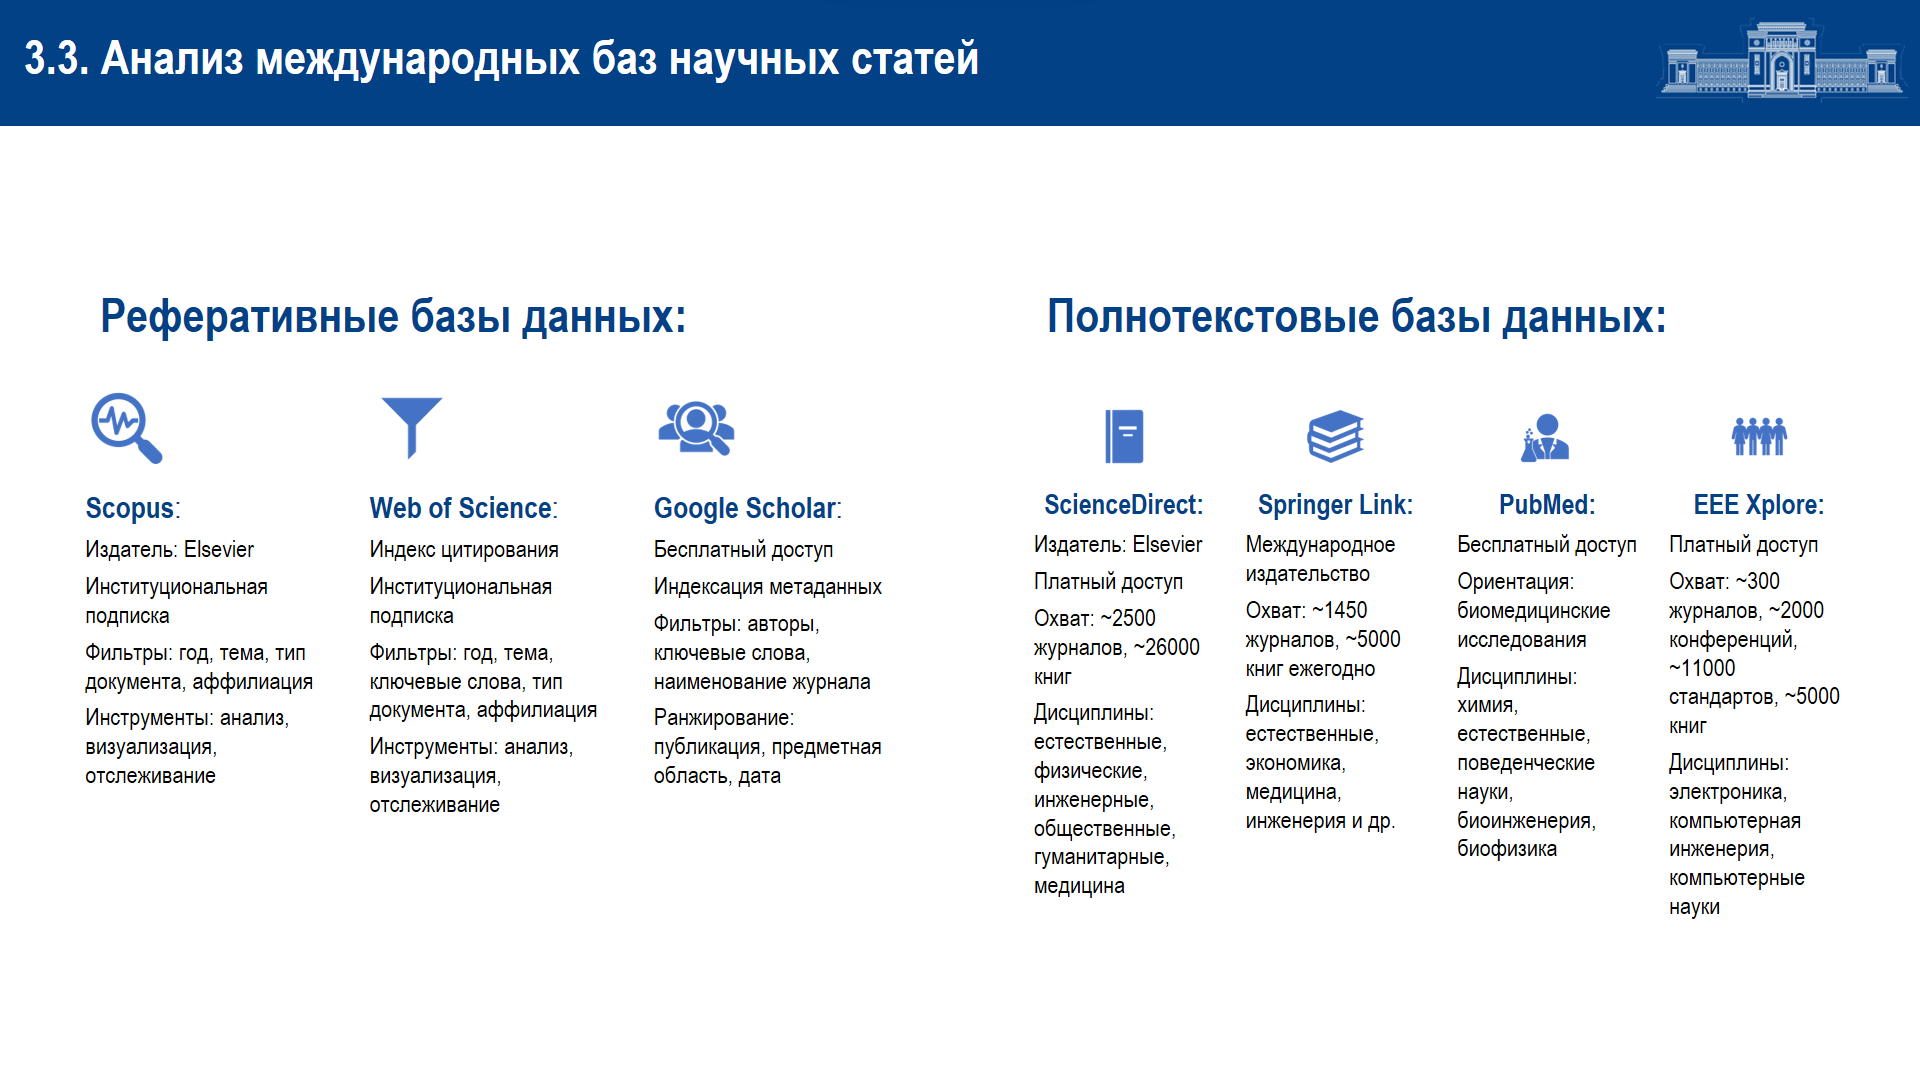 3.3. Анализ международных баз научных статей
Реферативные базы данных:
Scopus:
Издатель: Elsevier
Институциональная
подписка
Фильтры: год, тема, тип
документа, аффилиация
Инструменты: анализ,
визуализация,
отслеживание
Web of Science:
Индекс цитирования
Институциональная
подписка
Фильтры: год, тема,
ключевые слова, тип
документа, аффилиация
Инструменты: анализ,
визуализация,
отслеживание
Google Scholar:
Бесплатный доступ
Индексация метаданных
Фильтры: авторы,
ключевые слова,
наименование журнала
Ранжирование:
публикация, предметная
область, дата
Полнотекстовые базы данных:
ScienceDirect:
Издатель: Elsevier
Платный доступ
Охват: ~2500
журналов, ~26000
книг
Дисциплины:
естественные,
физические,
инженерные,
общественные,
гуманитарные,
медицина
Springer Link:
Международное
издательство
Охват: ~1450
журналов, ~5000
книг ежегодно
Дисциплины:
естественные,
экономика,
медицина,
инженерия и др.
PubMed:
Бесплатный доступ
Ориентация:
биомедицинские
исследования
Дисциплины:
химия,
естественные,
поведенческие
науки,
биоинженерия,
биофизика
EEE Xplore:
Платный доступ
Охват: ~300
журналов, ~2000
конференций,
~11000
стандартов, ~5000
книг
Дисциплины:
электроника,
компьютерная
инженерия,
компьютерные
науки